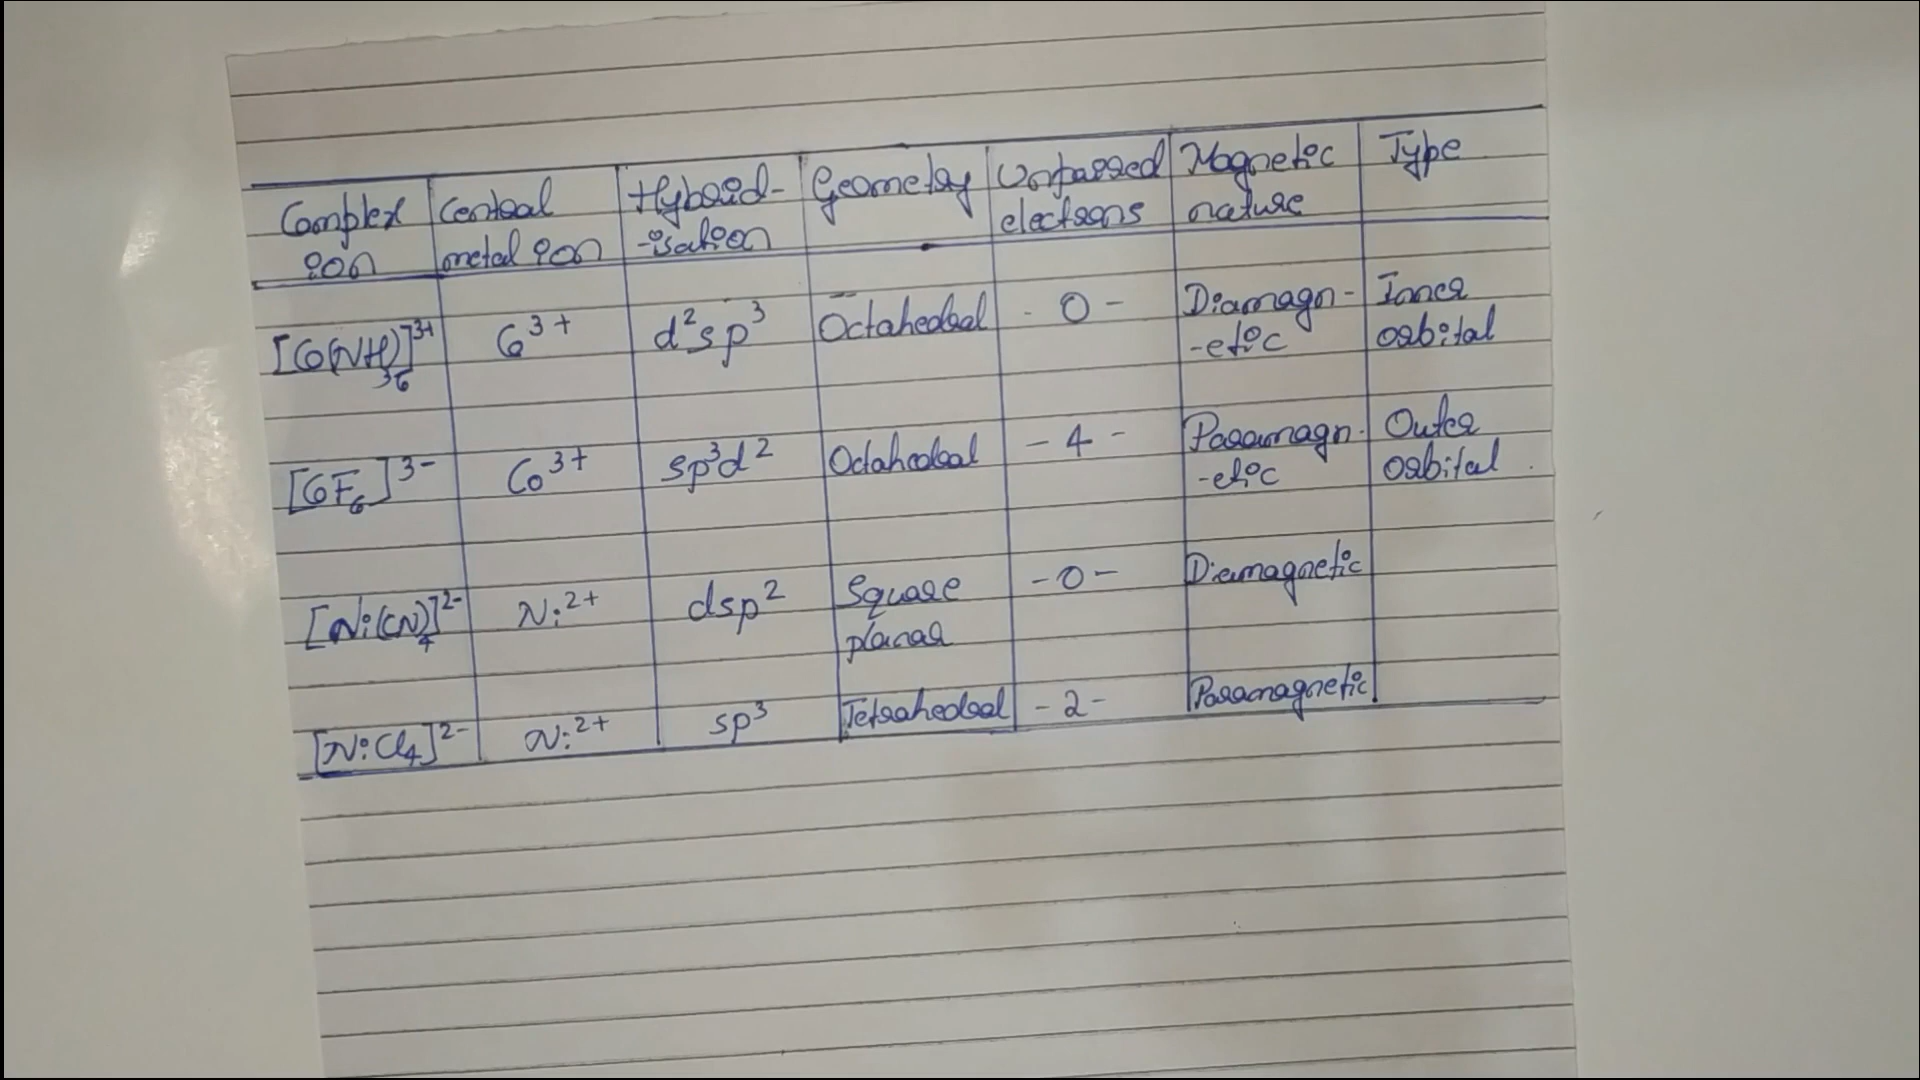 Complex ion | Central metal ion | Hybrid-isation | Geometry | Unpaired electrons | Magnetic nature | Type
[Co(NH3)6]3+ | Co3+ | d2sp3 | Octahedral | -0- | Diamagn-etic | Inner orbital
[CoF6]3- | Co3+ | sp3d2 | Octahedral | -4- | Paramagn-etic | Outer orbital
[Ni(CN)4]2- | Ni2+ | dsp2 | Square planar | -0- | Diamagnetic
[NiCl4]2- | Ni2+ | sp3 | Tetrahedral | -2- | Paramagnetic